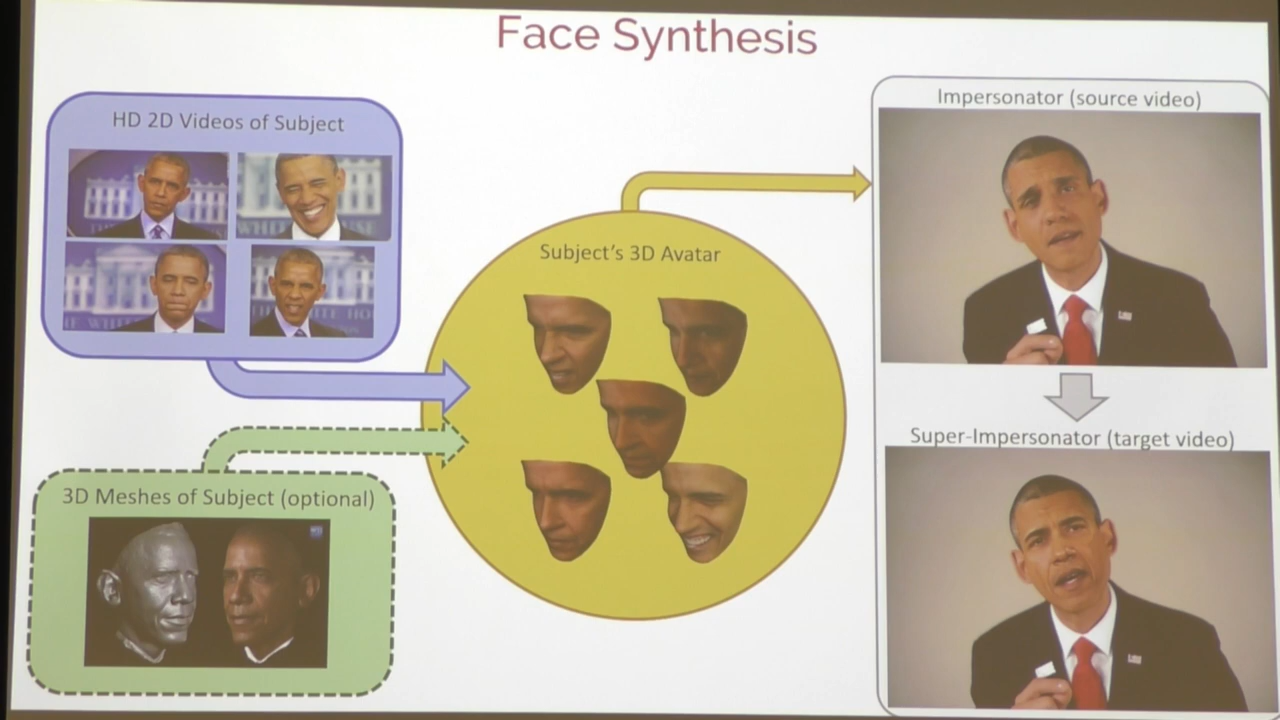 Face Synthesis
HD 2D Videos of Subject
WHITE
Subject's 3D Avatar
3D Meshes of Subject (optional)
Impersonator (source video)
Super-Impersonator (target video)